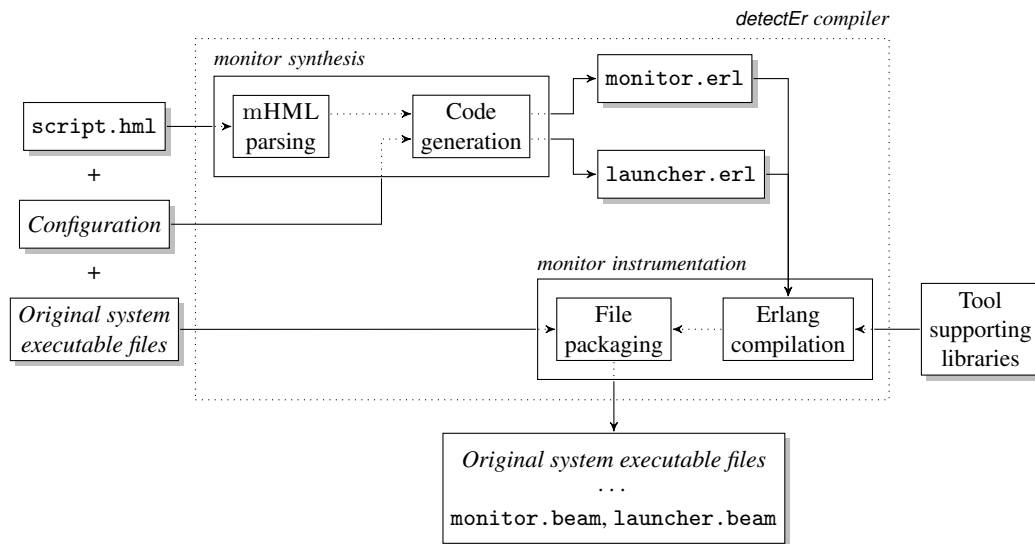 detectEr compiler
monitor synthesis
script.hml
mHML
parsing
Code
generation
monitor.erl
launcher.erl
+
Configuration
+
monitor instrumentation
Original system
executable files
File
packaging
Erlang
compilation
Tool
supporting
libraries
Original system executable files
...
monitor.beam, launcher.beam